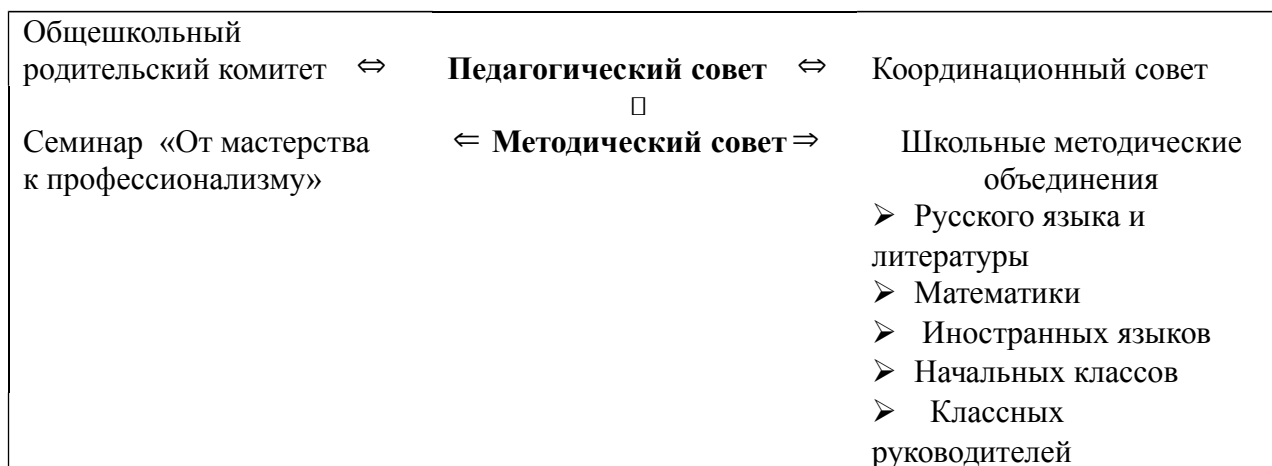 Общешкольный
родительский комитет ⇔ Педагогический совет ⇔ Координационный совет
Семинар «От мастерства ⇐ Методический совет ⇒ Школьные методические
к профессионализму» объединения
➢ Русского языка и
литературы
➢ Математики
➢ Иностранных языков
➢ Начальных классов
➢ Классных
руководителей